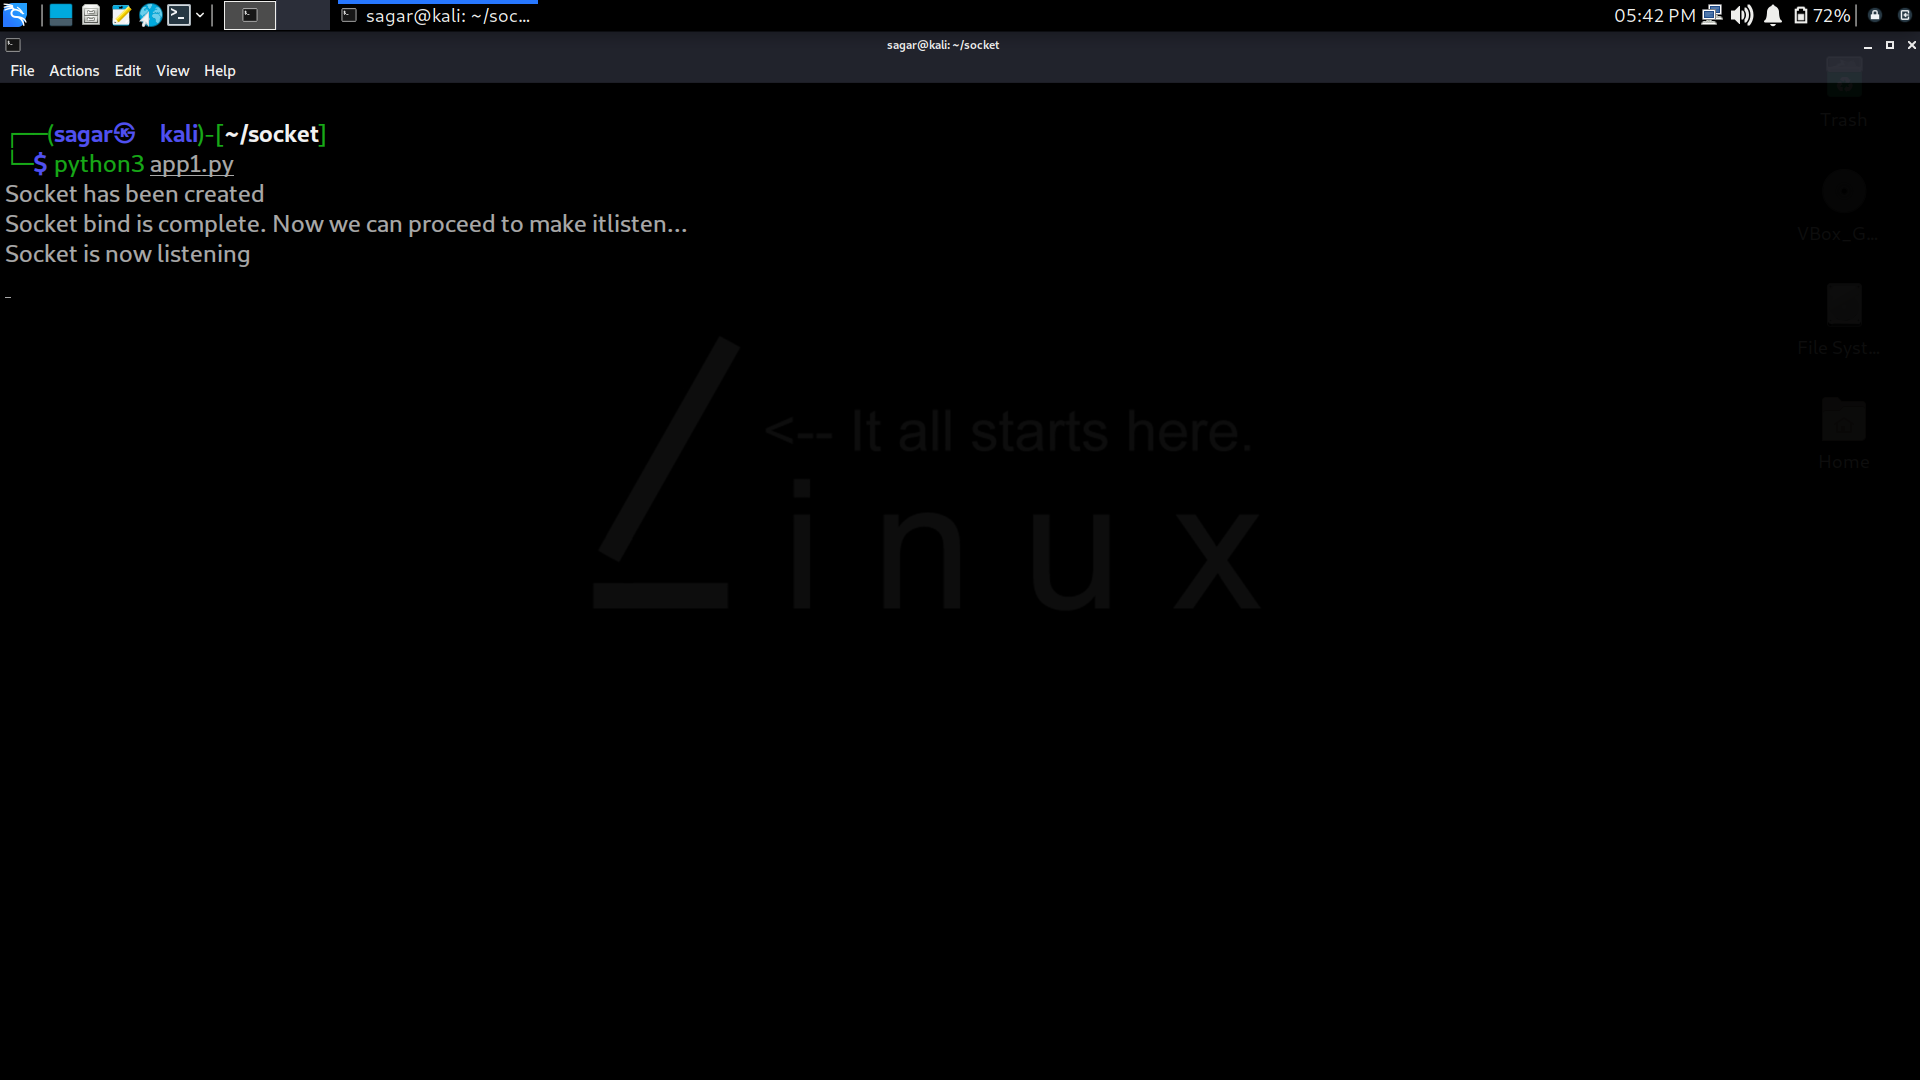 sagar@kali: ~/soc...
05:42 PM
72%
sagar@kali: ~/socket
File Actions Edit View Help
Trash
┌──(sagar㉿ kali)-[~/socket]
└─$ python3 app1.py
Socket has been created
VBox_G...
Socket bind is complete. Now we can proceed to make itlisten...
Socket is now listening
File Syst...
<-- It all starts here.
Home
inux